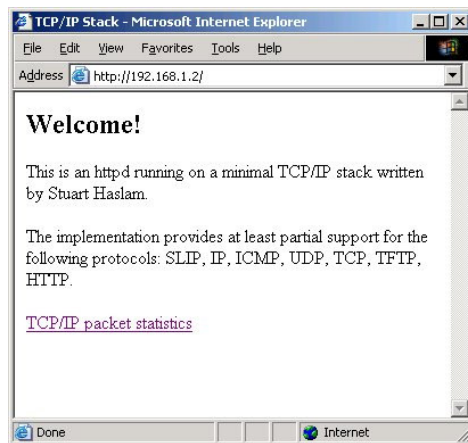 TCP/IP Stack - Microsoft Internet Explorer
File Edit View Favorites Tools Help
Address http://192.168.1.2/
Welcome!
This is an httpd running on a minimal TCP/IP stack written
by Stuart Haslam.
The implementation provides at least partial support for the
following protocols: SLIP, IP, ICMP, UDP, TCP, TFTP,
HTTP.
TCP/IP packet statistics
Done Internet